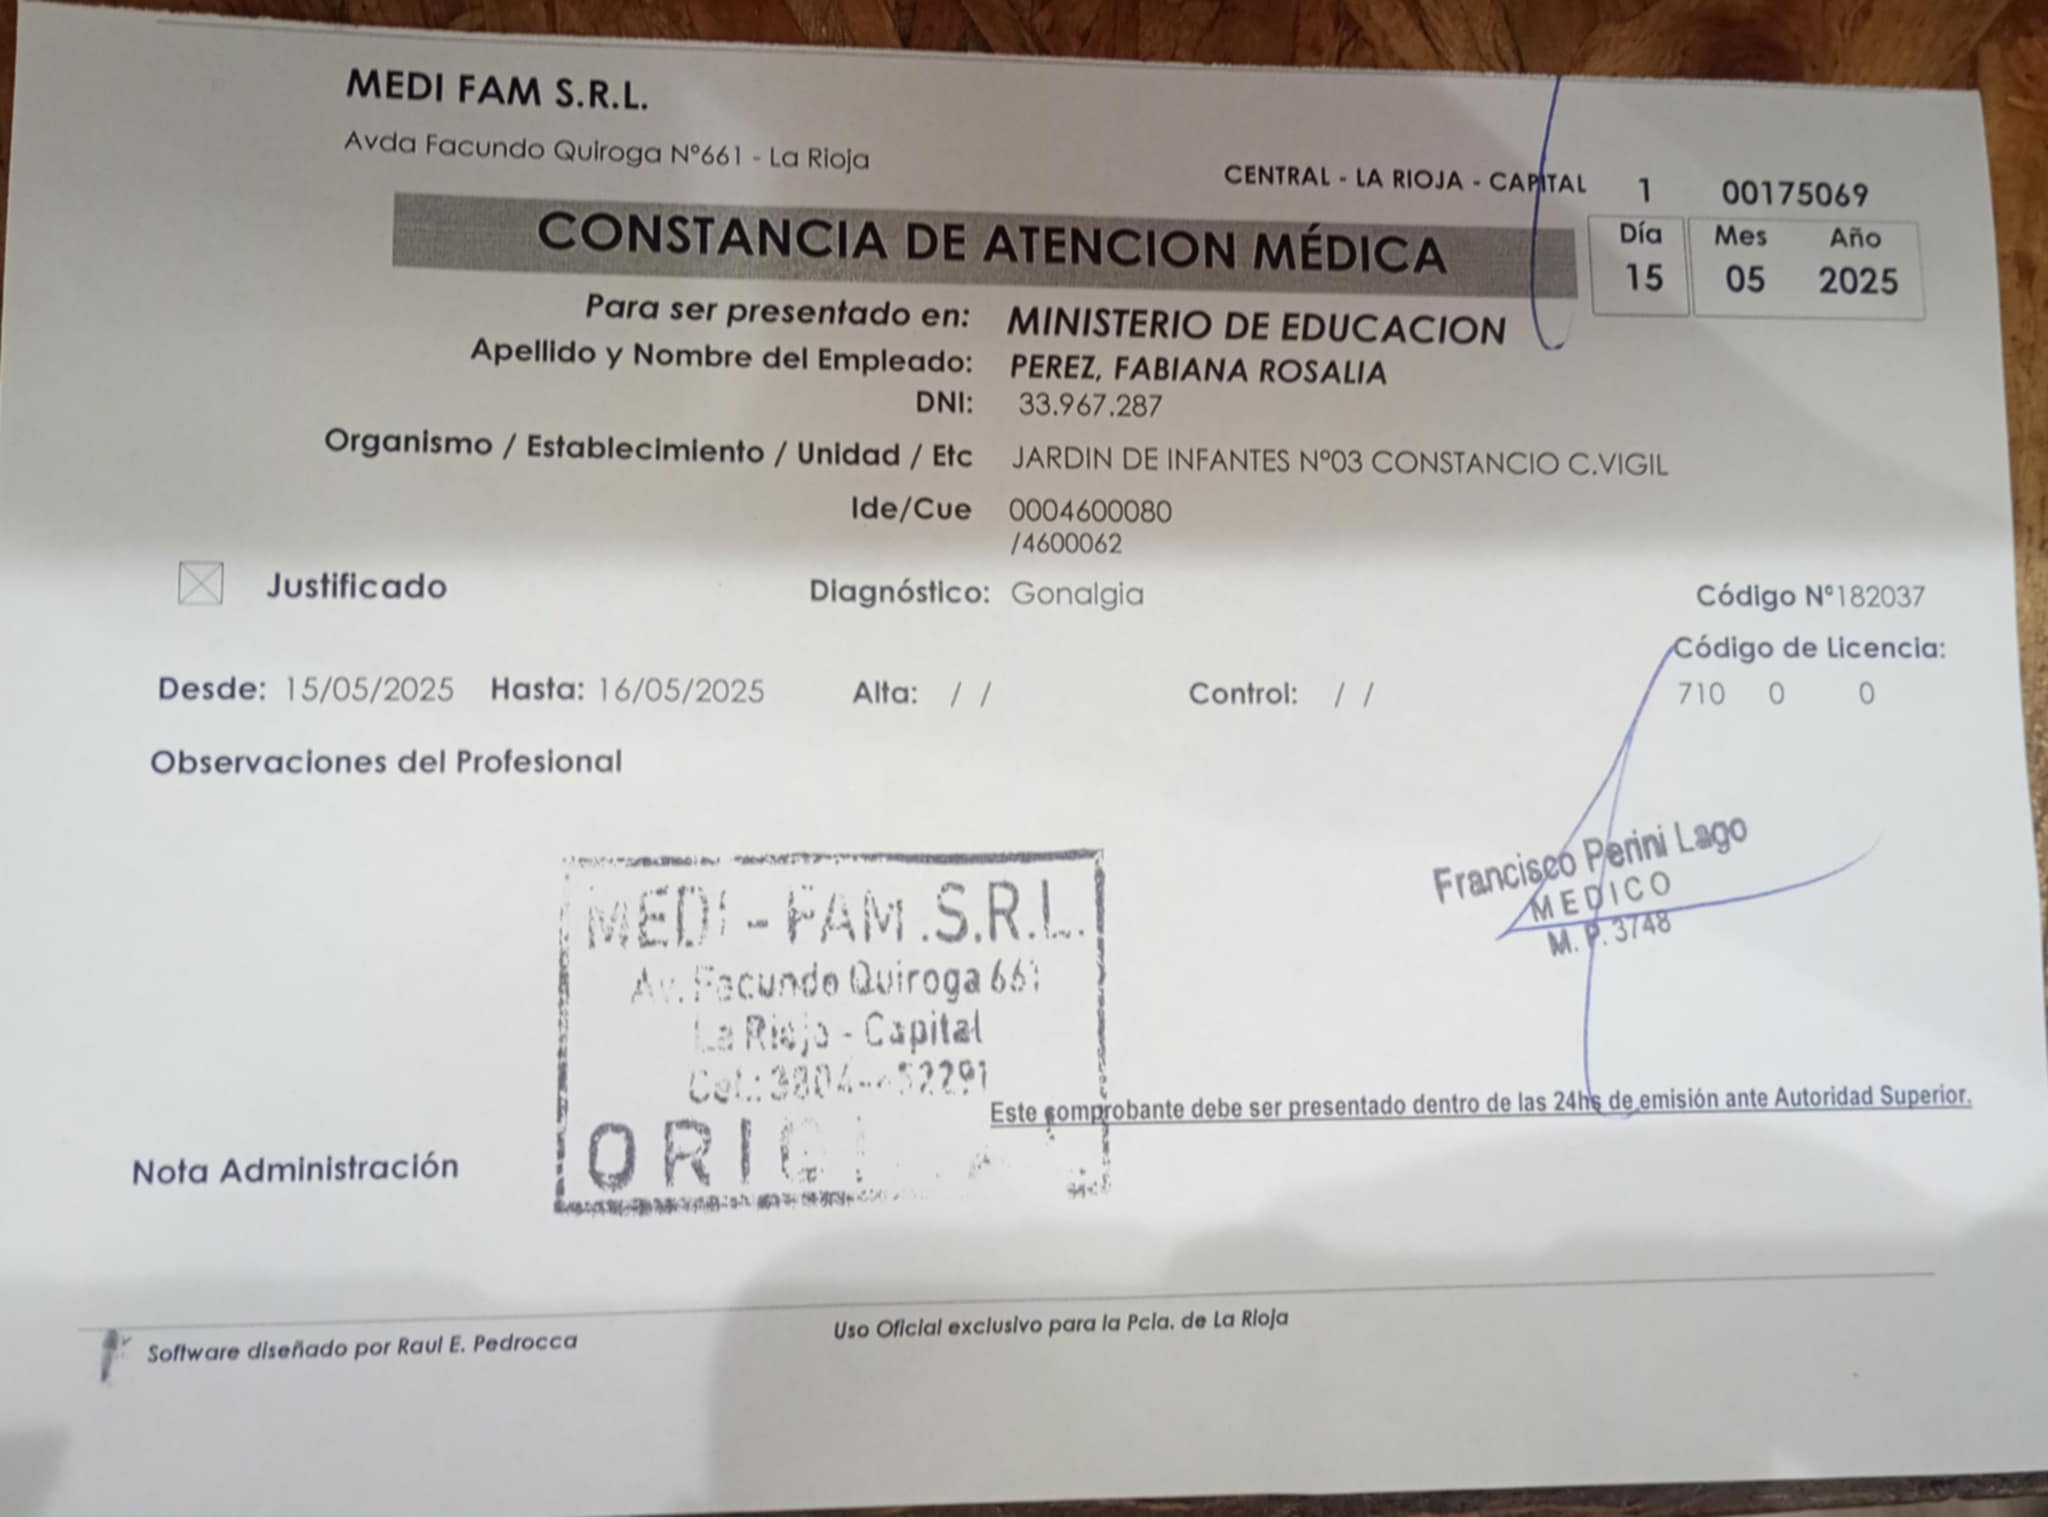 MEDI FAM S.R.L.
Avda Facundo Quiroga Nº661 - La Rioja
CENTRAL - LA RIOJA - CAPITAL 1 00175069
CONSTANCIA DE ATENCION MÉDICA
Día Mes Año
15 05 2025
Para ser presentado en: MINISTERIO DE EDUCACION
Apellido y Nombre del Empleado: PEREZ, FABIANA ROSALIA
DNI: 33.967.287
Organismo / Establecimiento / Unidad / Etc JARDIN DE INFANTES Nº03 CONSTANCIO C.VIGIL
Ide/Cue 0004600080
/4600062
Justificado Diagnóstico: Gonalgia Código Nº182037
Código de Licencia:
Desde: 15/05/2025 Hasta: 16/05/2025 Alta: / / Control: / / 710 0 0
Observaciones del Profesional
Francisco Perini Lago
MEDICO
M. P. 3748
MEDI - FAM .S.R.L.
Av. Facundo Quiroga 661
La Rioja - Capital
Cel.: 3804
Este comprobante debe ser presentado dentro de las 24hs de emisión ante Autoridad Superior.
Nota Administración
Software diseñado por Raul E. Pedrocca
Uso Oficial exclusivo para la Pcia. de La Rioja